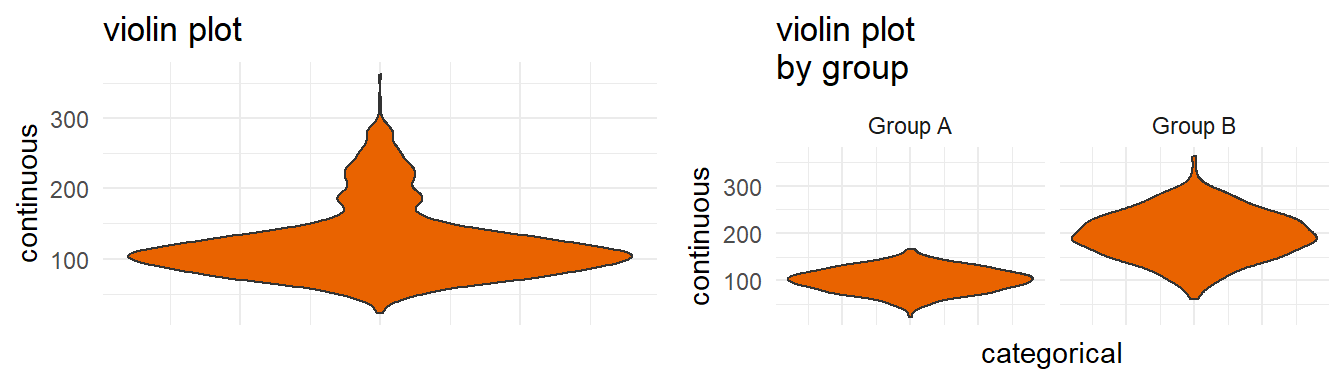 violin plot
continuous
300
200
100
violin plot
by group
Group A
Group B
continuous
300
200
100
categorical